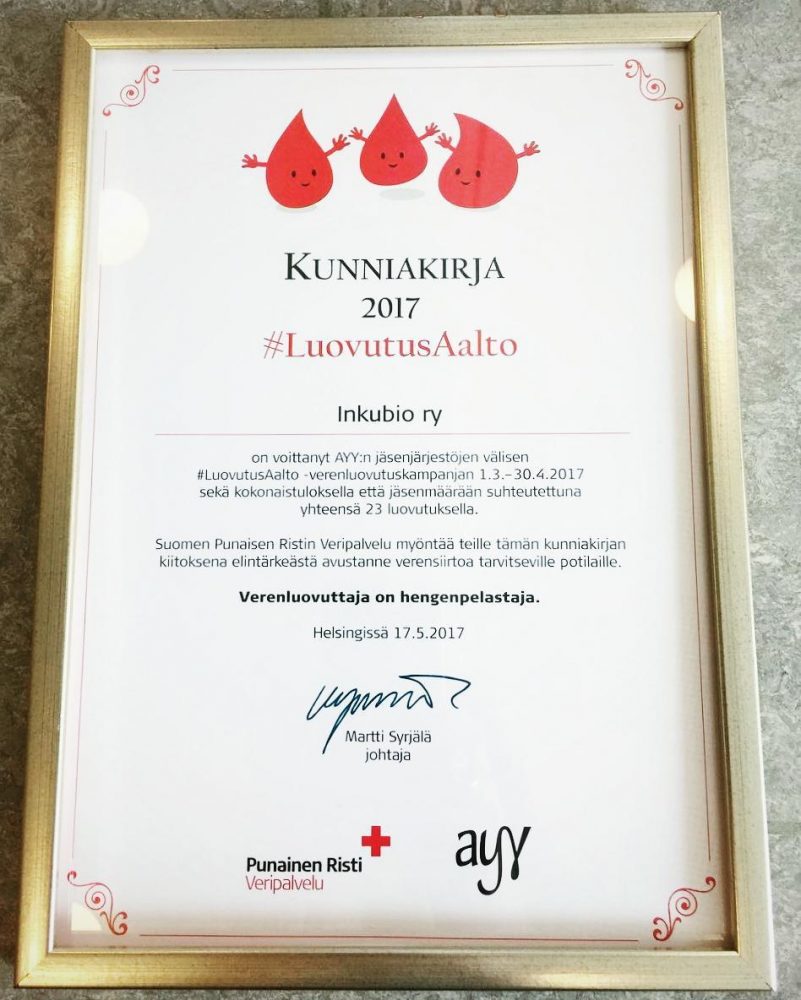 KUNNIAKIRJA
2017
#LuovutusAalto
Inkubio ry
on voittanyt AYY:n jäsenjärjestöjen välisen
#LuovutusAalto -verenluovutuskampanjan 1.3.–30.4.2017
sekä kokonaistuloksella että jäsenmäärään suhteutettuna
yhteensä 23 luovutuksella.
Suomen Punaisen Ristin Veripalvelu myöntää teille tämän kunniakirjan
kiitoksena elintärkeästä avustanne verensiirtoa tarvitseville potilaille.
Verenluovuttaja on hengenpelastaja.
Helsingissä 17.5.2017
Martti Syrjälä
johtaja
Punainen Risti
Veripalvelu
ayy